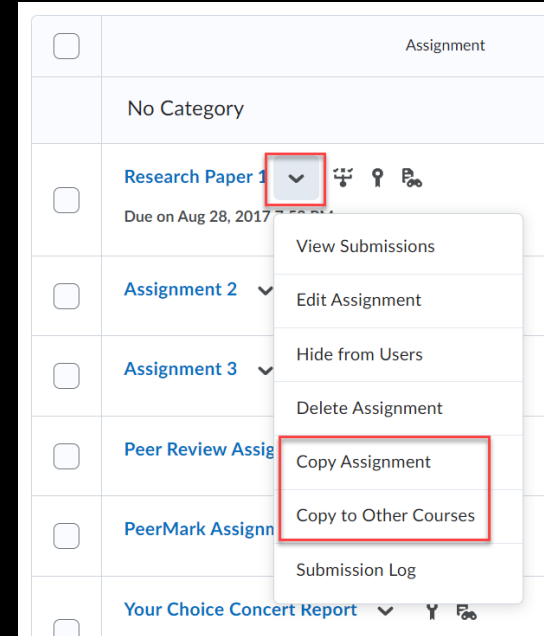 Assignment
No Category
Research Paper 1
Due on Aug 28, 2017
View Submissions
Assignment 2
Edit Assignment
Hide from Users
Assignment 3
Delete Assignment
Peer Review
Copy Assignment
Copy to Other Courses
PeerMark
Submission Log
Your Choice Concert Report